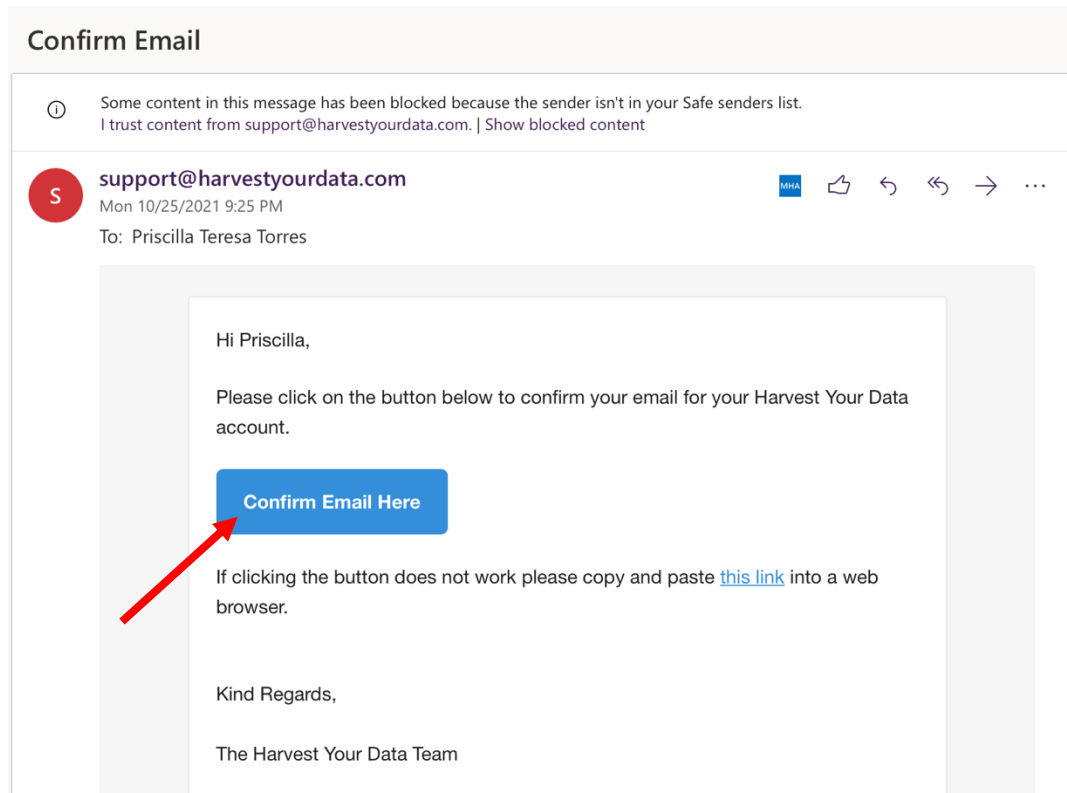 Confirm Email
Some content in this message has been blocked because the sender isn't in your Safe senders list.
I trust content from support@harvestyourdata.com. | Show blocked content
S
support@harvestyourdata.com
MHA
Mon 10/25/2021 9:25 PM
To: Priscilla Teresa Torres
Hi Priscilla,
Please click on the button below to confirm your email for your Harvest Your Data
account.
Confirm Email Here
If clicking the button does not work please copy and paste this link into a web
browser.
Kind Regards,
The Harvest Your Data Team